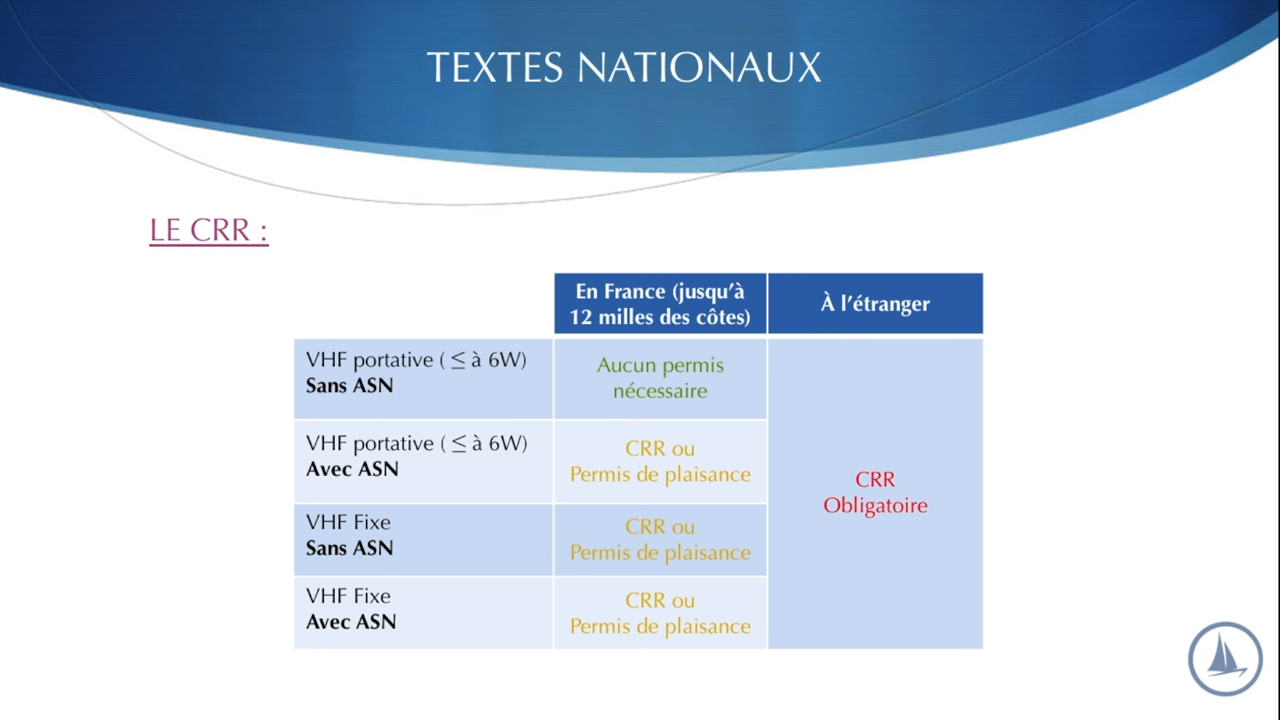 TEXTES NATIONAUX
LE CRR :
En France (jusqu’à
12 milles des côtes)
À l’étranger
VHF portative ( ≤ à 6W)
Sans ASN
Aucun permis
nécessaire
VHF portative ( ≤ à 6W)
Avec ASN
CRR ou
Permis de plaisance
CRR
Obligatoire
VHF Fixe
Sans ASN
CRR ou
Permis de plaisance
VHF Fixe
Avec ASN
CRR ou
Permis de plaisance